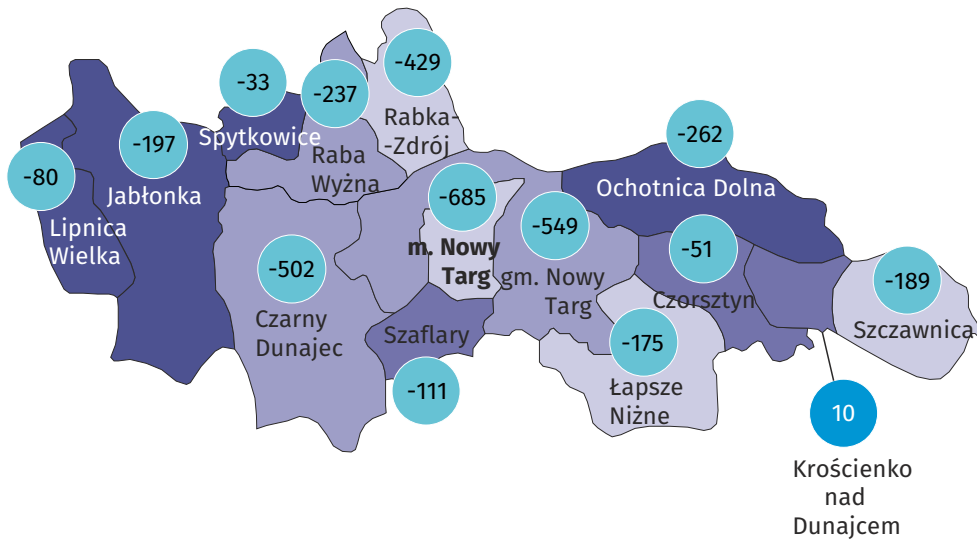 -429
Rabka-
-Zdrój
-33
Spytkowice
-237
Raba
Wyżna
-197
Jabłonka
-80
Lipnica
Wielka
-262
Ochotnica Dolna
-685
m. Nowy
Targ
-549
gm. Nowy
Targ
-51
Czorsztyn
-502
Czarny
Dunajec
-189
Szczawnica
Szaflary
-111
-175
Łapsze
Niżne
10
Krościenko
nad
Dunajcem